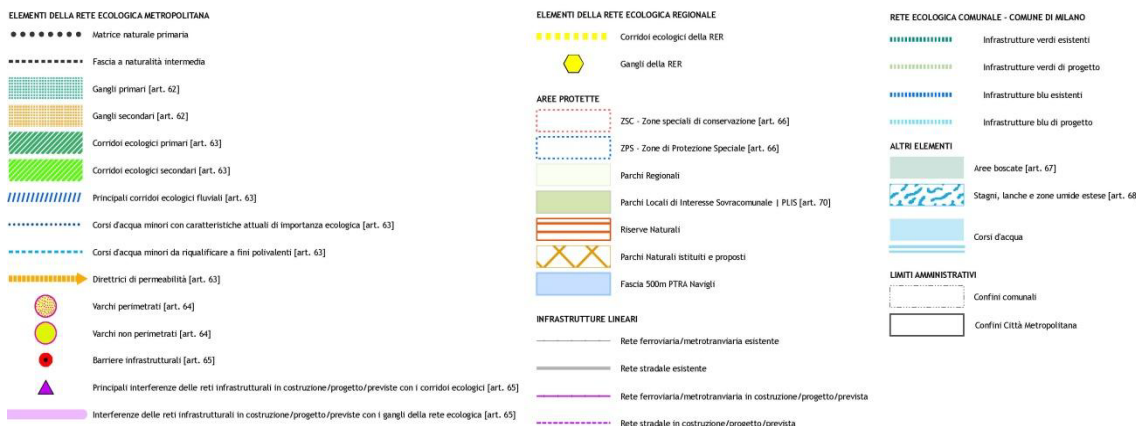 ELEMENTI DELLA RETE ECOLOGICA METROPOLITANA
Matrice naturale primaria
Fascia a naturalità intermedia
Gangli primari [art. 62]
Gangli secondari [art. 62]
Corridoi ecologici primari [art. 63]
Corridoi ecologici secondari [art. 63]
Principali corridoi ecologici fluviali [art. 63]
Corsi d'acqua minori con caratteristiche attuali di importanza ecologica [art. 63]
Corsi d'acqua minori da riqualificare a fini polivalenti [art. 63]
Direttrici di permeabilità [art. 63]
Varchi perimetrati [art. 64]
Varchi non perimetrati [art. 64]
Barriere infrastrutturali [art. 65]
Principali interferenze delle reti infrastrutturali in costruzione/progetto/previste con i corridoi ecologici [art. 65]
Interferenze delle reti infrastrutturali in costruzione/progetto/previste con i gangli della rete ecologica [art. 65]
ELEMENTI DELLA RETE ECOLOGICA REGIONALE
Corridoi ecologici della RER
Gangli della RER
AREE PROTETTE
ZSC - Zone speciali di conservazione [art. 66]
ZPS - Zone di Protezione Speciale [art. 66]
Parchi Regionali
Parchi Locali di Interesse Sovracomunale | PLIS [art. 70]
Riserve Naturali
Parchi Naturali istituiti e proposti
Fascia 500m PTRA Navigli
INFRASTRUTTURE LINEARI
Rete ferroviaria/metrotranviaria esistente
Rete stradale esistente
Rete ferroviaria/metrotranviaria in costruzione/progetto/prevista
Rete stradale in costruzione/progetto/prevista
RETE ECOLOGICA COMUNALE - COMUNE DI MILANO
Infrastrutture verdi esistenti
Infrastrutture verdi di progetto
Infrastrutture blu esistenti
Infrastrutture blu di progetto
ALTRI ELEMENTI
Aree boscate [art. 67]
Stagni, lanche e zone umide estese [art. 68
Corsi d'acqua
LIMITI AMMINISTRATIVI
Confini comunali
Confini Città Metropolitana